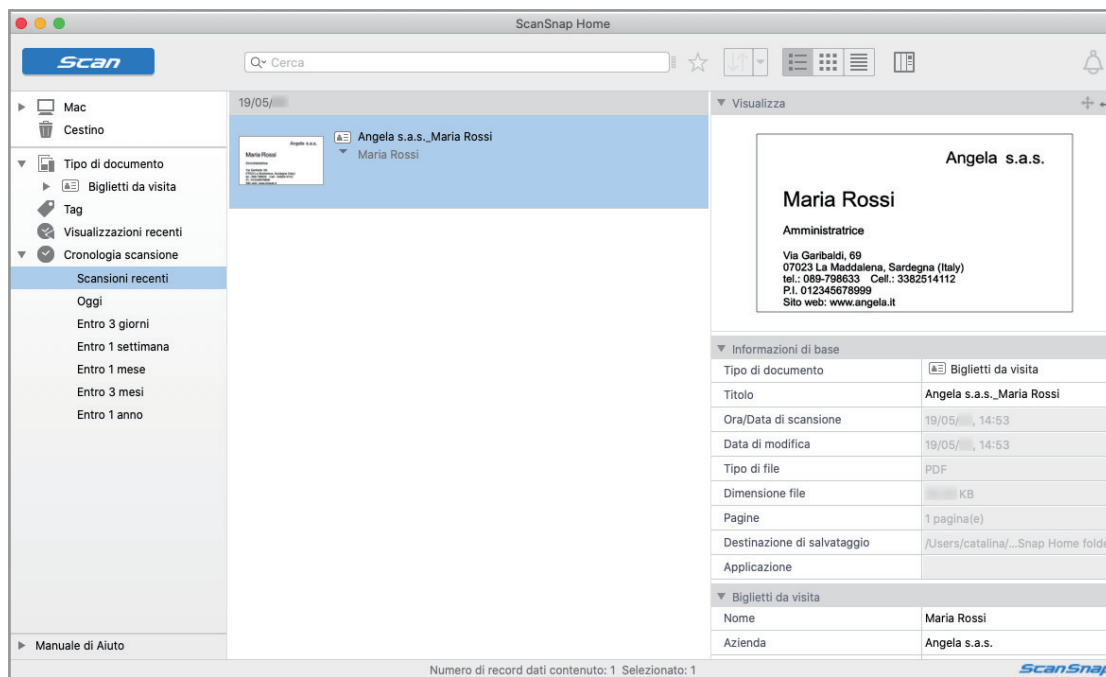 ScanSnap Home
Scan
Cerca
Mac
Cestino
Tipo di documento
Biglietti da visita
Tag
Visualizzazioni recenti
Cronologia scansione
Scansioni recenti
Oggi
Entro 3 giorni
Entro 1 settimana
Entro 1 mese
Entro 3 mesi
Entro 1 anno
Manuale di Aiuto
19/05/
Angela s.a.s.
Maria Rossi
Angela s.a.s._Maria Rossi
Maria Rossi
Visualizza
Angela s.a.s.
Maria Rossi
Amministratrice
Via Garibaldi, 69
07023 La Maddalena, Sardegna (Italy)
tel.: 089-798633 Cell.: 3382514112
P.I. 012345678999
Sito web: www.angela.it
Informazioni di base
Tipo di documento Biglietti da visita
Titolo Angela s.a.s._Maria Rossi
Ora/Data di scansione 19/05/ , 14:53
Data di modifica 19/05/ , 14:53
Tipo di file PDF
Dimensione file KB
Pagine 1 pagina(e)
Destinazione di salvataggio /Users/catalina/...Snap Home folde
Applicazione
Biglietti da visita
Nome Maria Rossi
Azienda Angela s.a.s.
Numero di record dati contenuto: 1 Selezionato: 1
ScanSnap